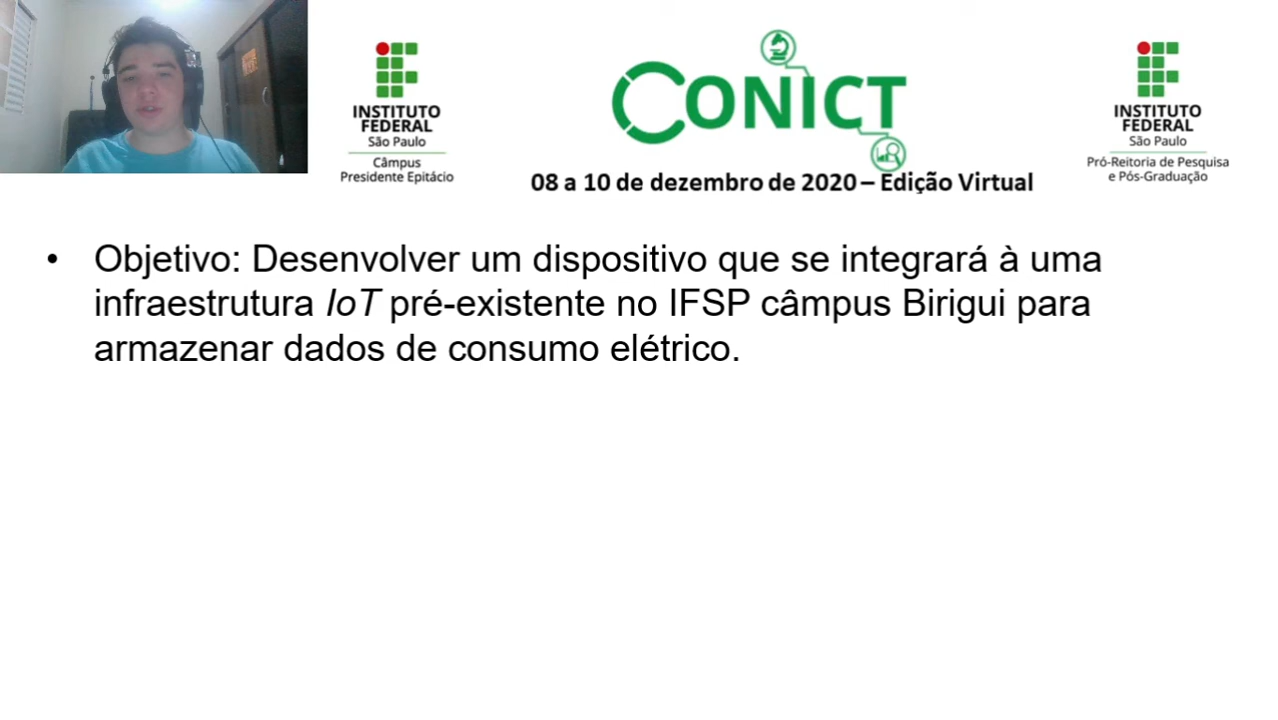 INSTITUTO
FEDERAL
São Paulo
Câmpus
Presidente Epitácio
CONICT
08 a 10 de dezembro de 2020 – Edição Virtual
INSTITUTO
FEDERAL
São Paulo
Pró-Reitoria de Pesquisa
e Pós-Graduação
• Objetivo: Desenvolver um dispositivo que se integrará à uma
infraestrutura IoT pré-existente no IFSP câmpus Birigui para
armazenar dados de consumo elétrico.